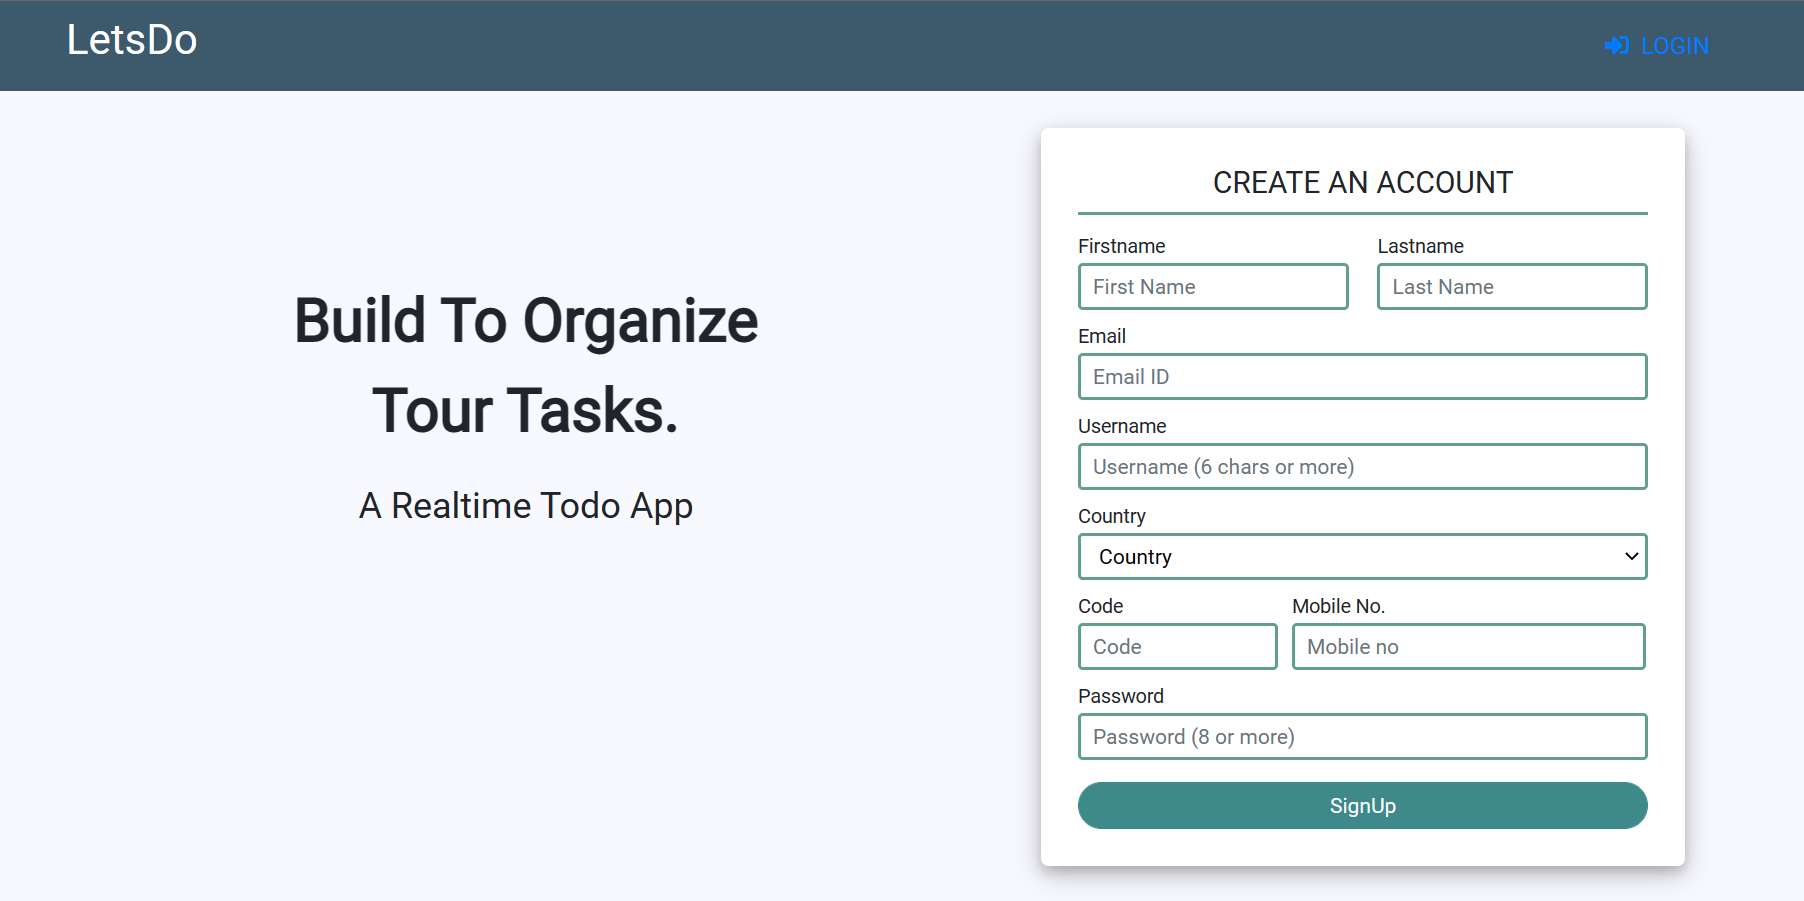 LetsDo
LOGIN
Build To Organize
Tour Tasks.
A Realtime Todo App
CREATE AN ACCOUNT
Firstname
Lastname
First Name
Last Name
Email
Email ID
Username
Username (6 chars or more)
Country
Country
Code
Mobile No.
Code
Mobile no
Password
Password (8 or more)
SignUp